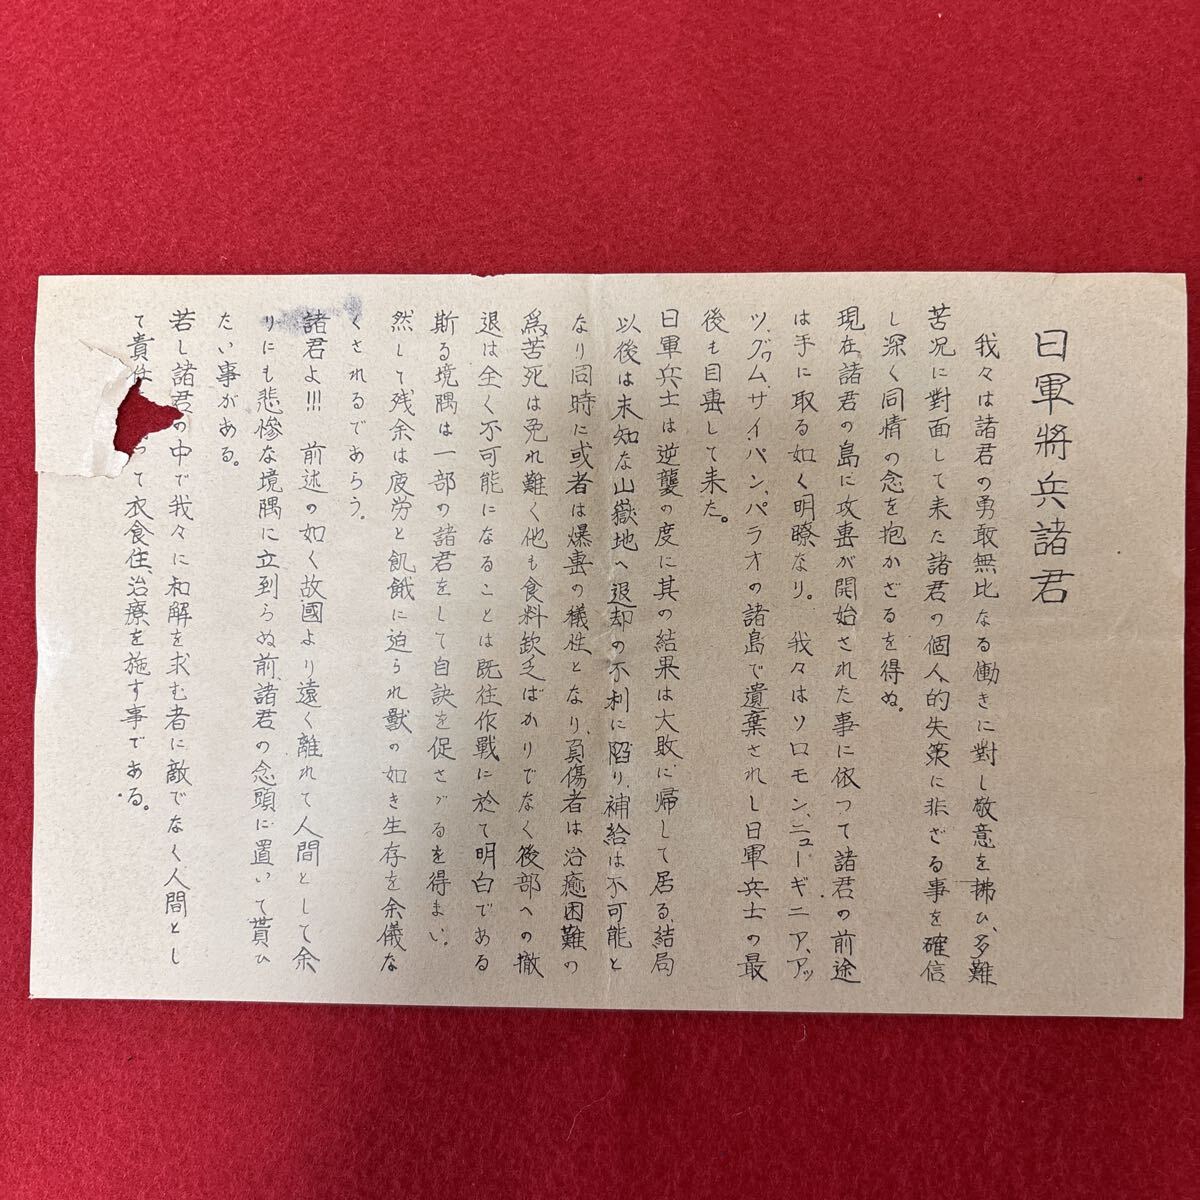 日軍將兵諸君
我々は諸君の勇敢無比なる働きに對し敬意を拂ひ、多難
苦况に對面して来た諸君の個人的失策に非ざる事を確信
し深く同情の念を抱かざるを得ぬ。
現在諸君の島に攻撃が開始された事に依つて諸君の前途
は手に取る如く明瞭なり。我々はソロモン、ニューギニア、アッ
ツ、グワム、サイパン、パラオの諸島で遺棄されし日軍兵士の最
後も目撃して来た。
日軍兵士は逆襲の度に其の結果は大敗に帰して居る、結局
以後は未知な山嶽地へ退却の不利に陷り、補給は不可能と
なり同時に或者は爆撃の犠牲となり、負傷者は治癒困難の
爲苦死は免れ難く他も食料欽乏ばかりでなく後部への撤
退は全く不可能になることは既往作戰に於て明白である
斯る境隅は一部の諸君をして自訣を促さゞるを得まい。
然して残余は疲労と飢餓に迫られ獸の如き生存を余儀な
くされるであらう。
諸君よ!!! 前述の如く故國より遠く離れて人間として余
りにも悲慘な境隅に立到らぬ前、諸君の念頭に置いて貰ひ
たい事がある。
若し諸君の中で我々に和解を求む者に敵でなく人間とし
て貴 つて衣食住、治療を施す事である。